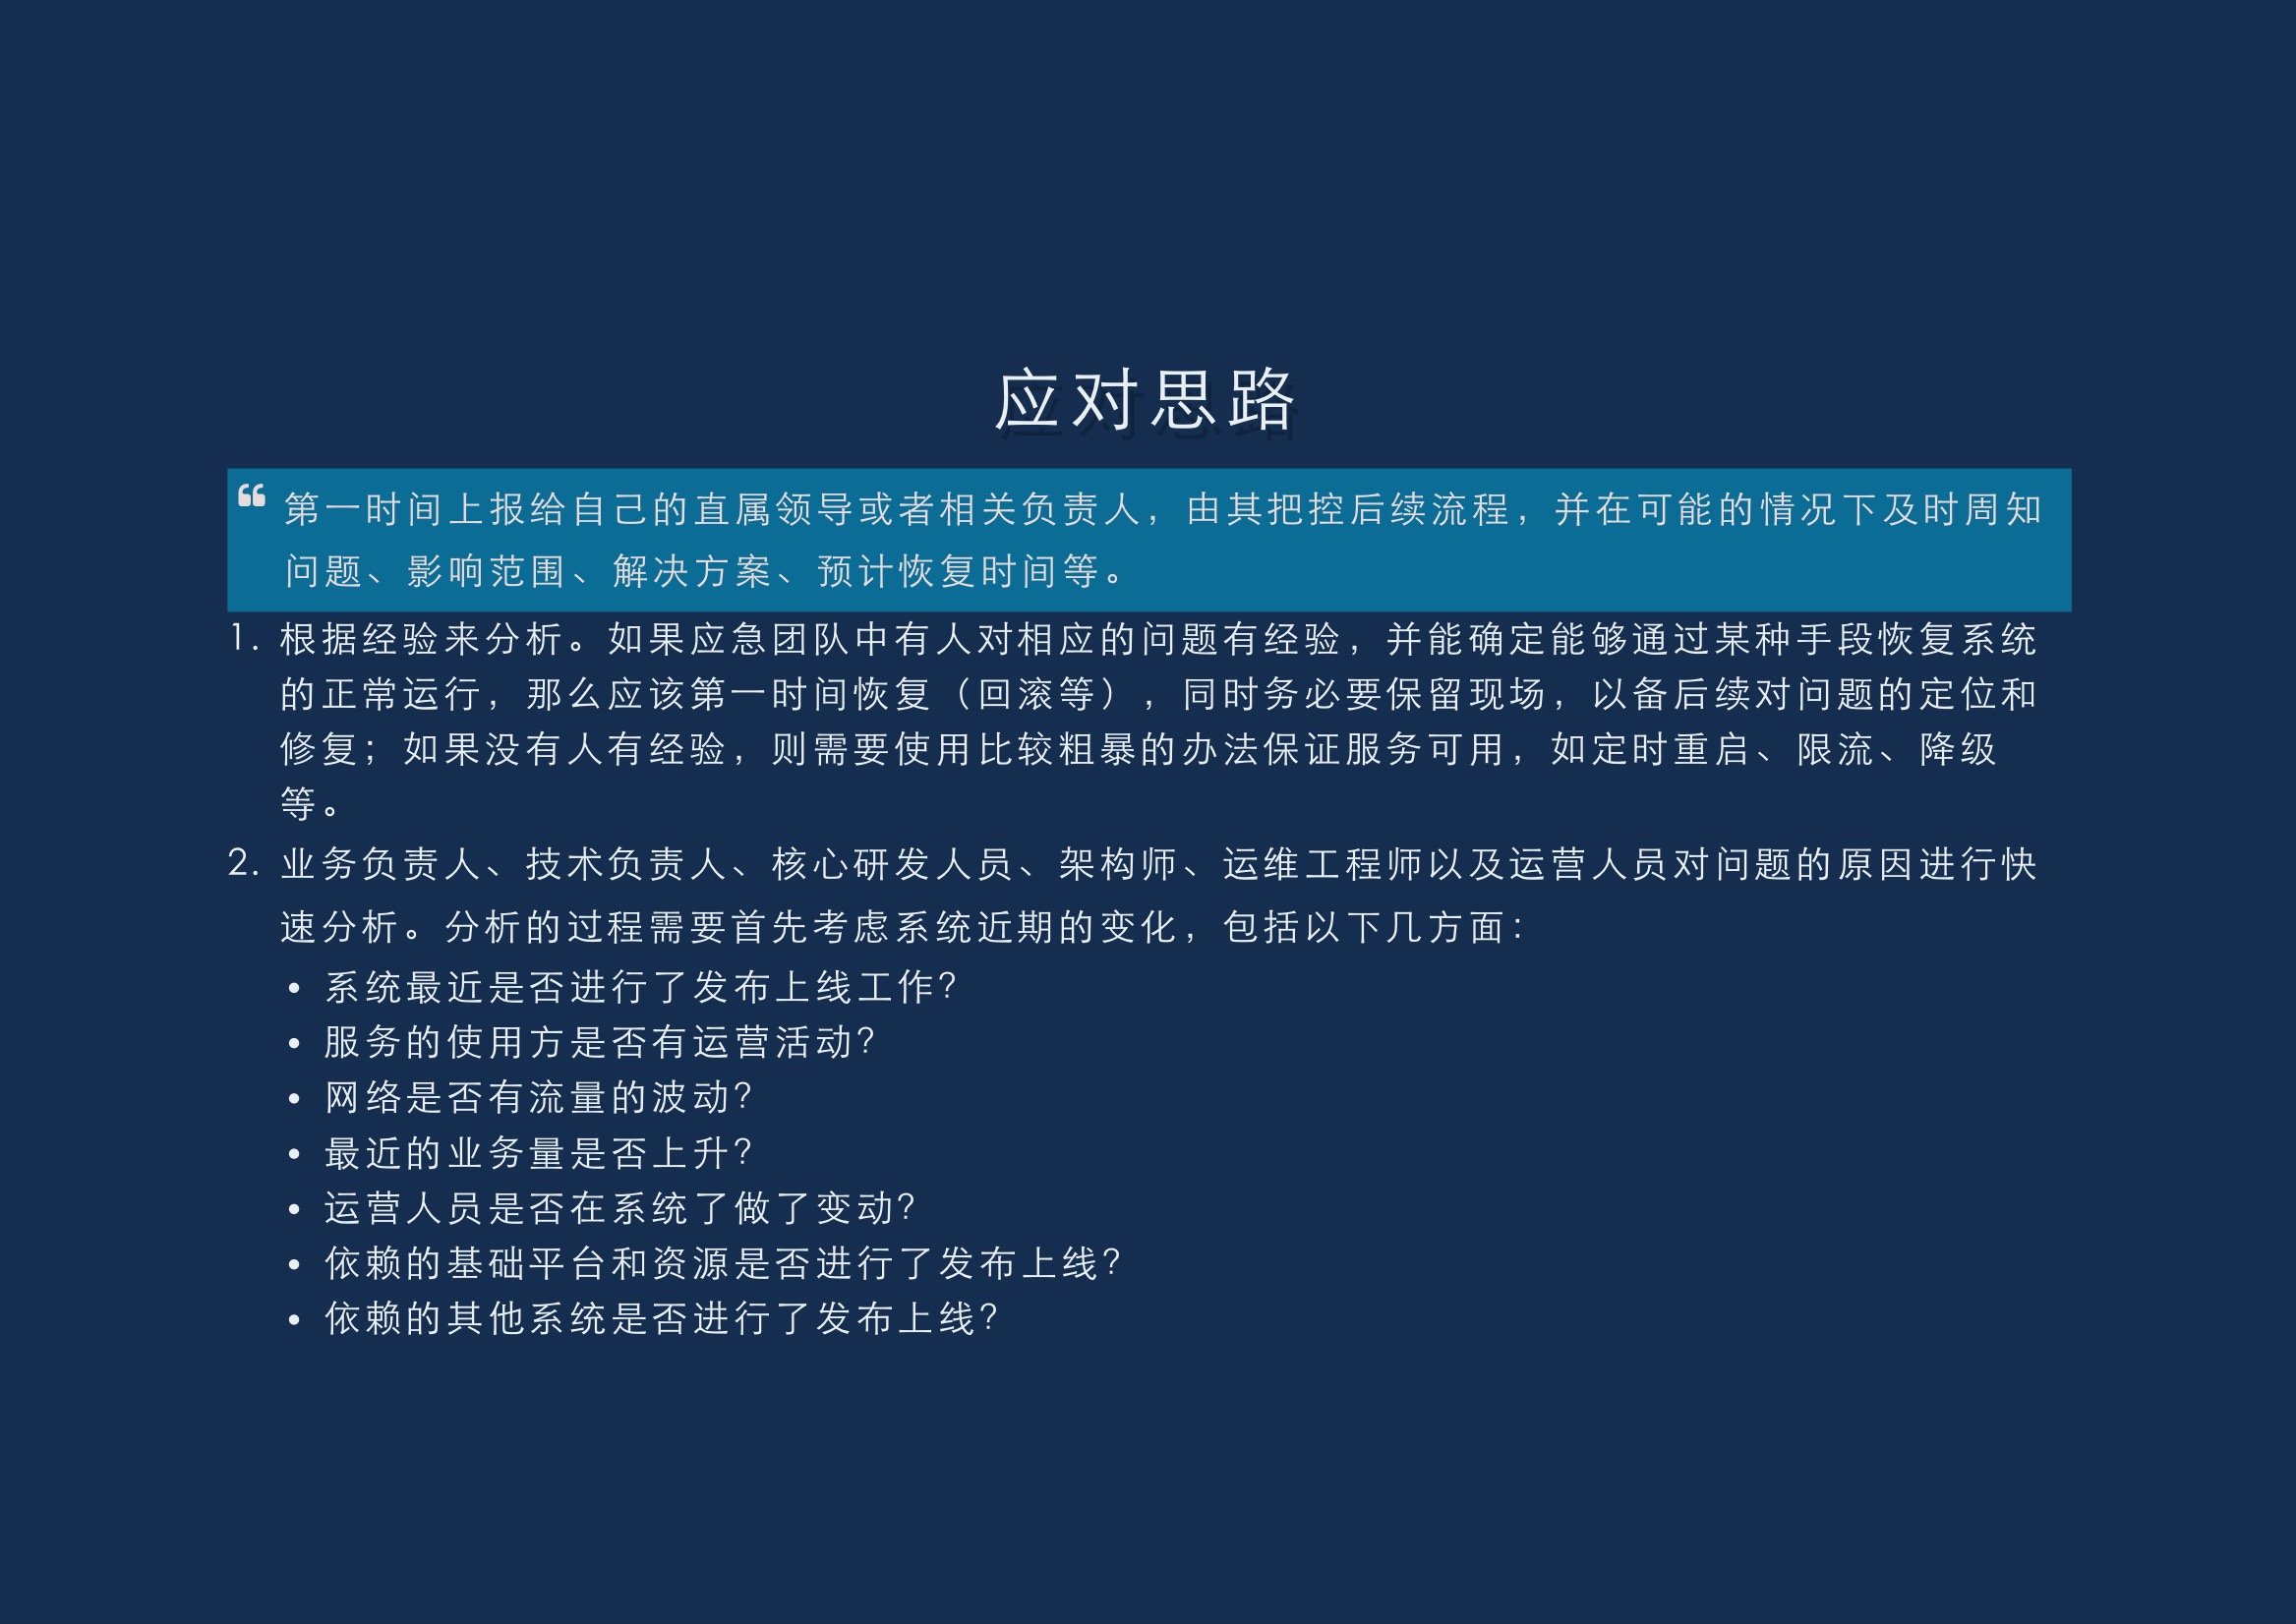 应对思路
第一时间上报给自己的直属领导或者相关负责人，由其把控后续流程，并在可能的情况下及时周知
问题、影响范围、解决方案、预计恢复时间等。
1. 根据经验来分析。如果应急团队中有人对相应的问题有经验，并能确定能够通过某种手段恢复系统
的正常运行，那么应该第一时间恢复（回滚等），同时务必要保留现场，以备后续对问题的定位和
修复；如果没有人有经验，则需要使用比较粗暴的办法保证服务可用，如定时重启、限流、降级
等。
2. 业务负责人、技术负责人、核心研发人员、架构师、运维工程师以及运营人员对问题的原因进行快
速分析。分析的过程需要首先考虑系统近期的变化，包括以下几方面：
• 系统最近是否进行了发布上线工作？
• 服务的使用方是否有运营活动？
• 网络是否有流量的波动？
• 最近的业务量是否上升？
• 运营人员是否在系统了做了变动？
• 依赖的基础平台和资源是否进行了发布上线？
• 依赖的其他系统是否进行了发布上线？